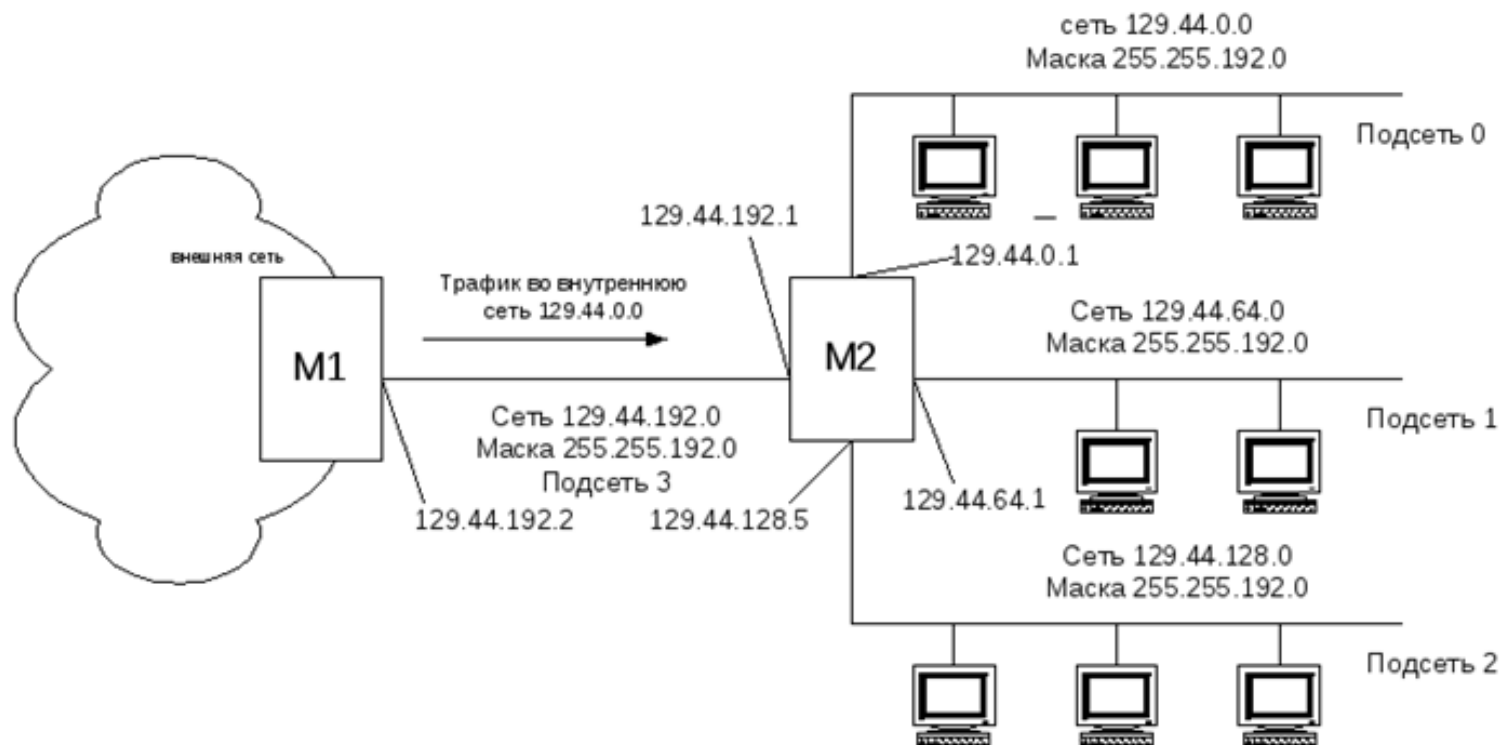 сеть 129.44.0.0
Маска 255.255.192.0
Подсеть 0
129.44.192.1
внешняя сеть
129.44.0.1
Трафик во внутреннюю
сеть 129.44.0.0
Сеть 129.44.64.0
Маска 255.255.192.0
М1
М2
Сеть 129.44.192.0
Маска 255.255.192.0
Подсеть 3
Подсеть 1
129.44.192.2
129.44.128.5
129.44.64.1
Сеть 129.44.128.0
Маска 255.255.192.0
Подсеть 2